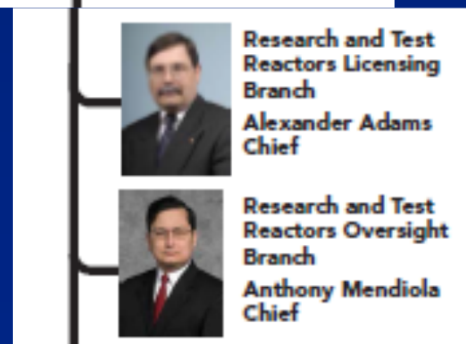 Research and Test
Reactors Licensing
Branch
Alexander Adams
Chief
Research and Test
Reactors Oversight
Branch
Anthony Mendiola
Chief